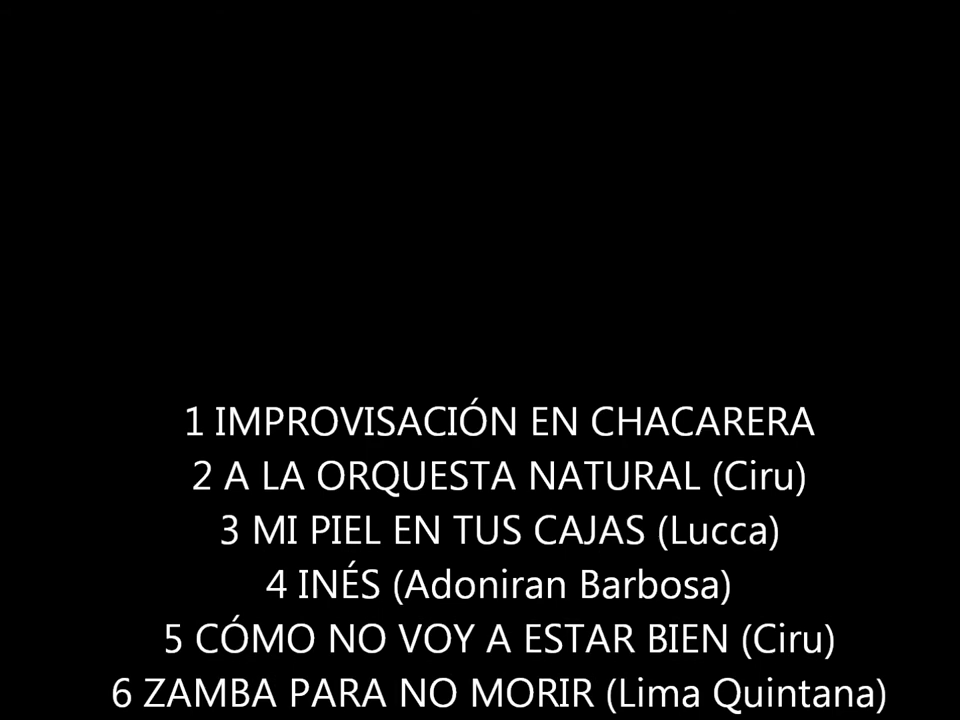 1 IMPROVISACIÓN EN CHACARERA
2 A LA ORQUESTA NATURAL (Ciru)
3 MI PIEL EN TUS CAJAS (Lucca)
4 INÉS (Adoniran Barbosa)
5 CÓMO NO VOY A ESTAR BIEN (Ciru)
6 ZAMBA PARA NO MORIR (Lima Quintana)